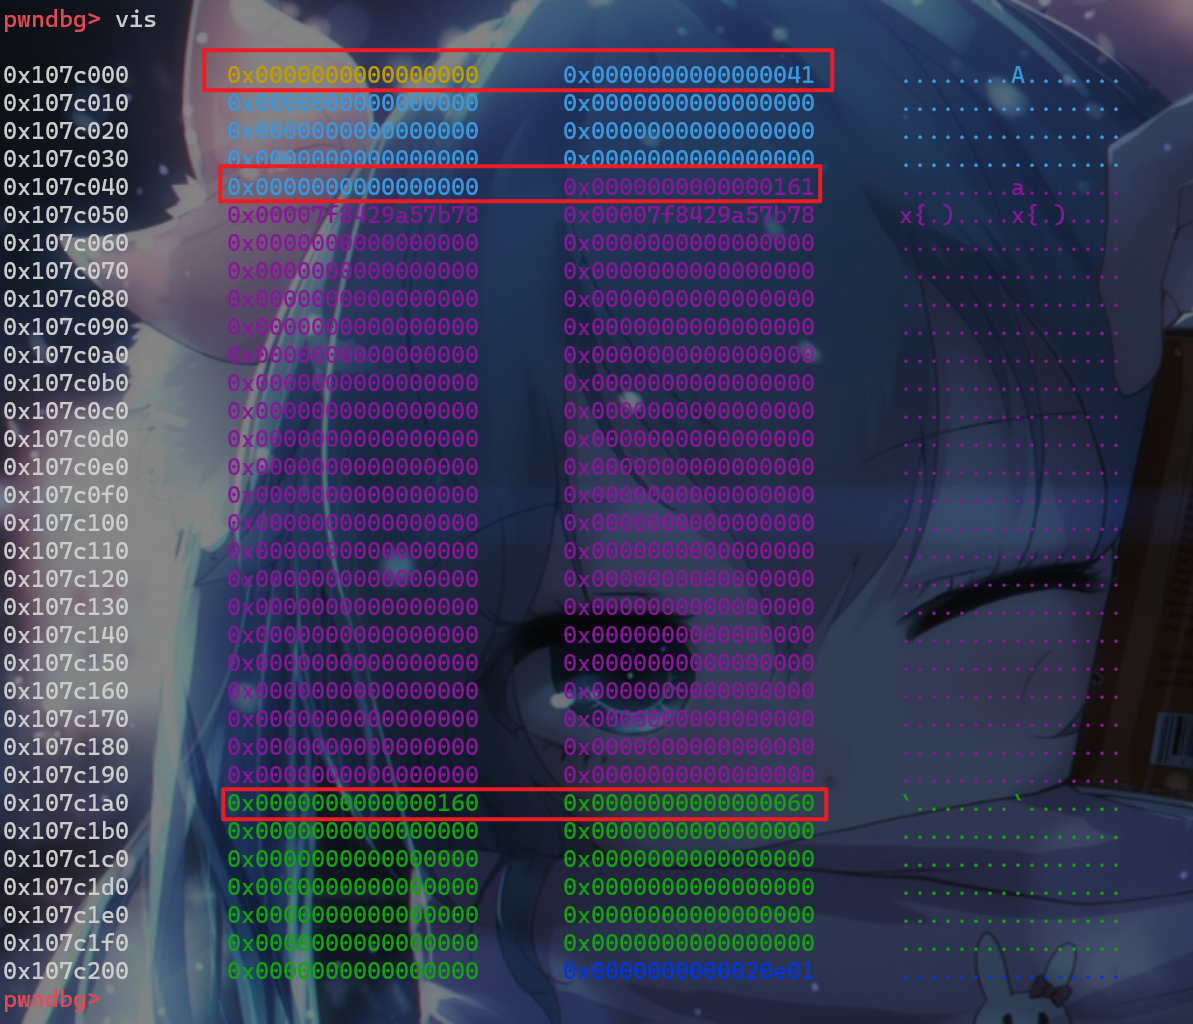 pwndbg> vis
0x107c000 0x0000000000000000 0x0000000000000041 ........A.......
0x107c010 0x0000000000000000 0x0000000000000000 ................
0x107c020 0x0000000000000000 0x0000000000000000 ................
0x107c030 0x0000000000000000 0x0000000000000000 ................
0x107c040 0x0000000000000000 0x0000000000000161 ........a.......
0x107c050 0x00007f8429a57b78 0x00007f8429a57b78 x{.)....x{.)....
0x107c060 0x0000000000000000 0x0000000000000000 ................
0x107c070 0x0000000000000000 0x0000000000000000 ................
0x107c080 0x0000000000000000 0x0000000000000000 ................
0x107c090 0x0000000000000000 0x0000000000000000 ................
0x107c0a0 0x0000000000000000 0x0000000000000000 ................
0x107c0b0 0x0000000000000000 0x0000000000000000 ................
0x107c0c0 0x0000000000000000 0x0000000000000000 ................
0x107c0d0 0x0000000000000000 0x0000000000000000 ................
0x107c0e0 0x0000000000000000 0x0000000000000000 ................
0x107c0f0 0x0000000000000000 0x0000000000000000 ................
0x107c100 0x0000000000000000 0x0000000000000000 ................
0x107c110 0x0000000000000000 0x0000000000000000 ................
0x107c120 0x0000000000000000 0x0000000000000000 ................
0x107c130 0x0000000000000000 0x0000000000000000 ................
0x107c140 0x0000000000000000 0x0000000000000000 ................
0x107c150 0x0000000000000000 0x0000000000000000 ................
0x107c160 0x0000000000000000 0x0000000000000000 ................
0x107c170 0x0000000000000000 0x0000000000000000 ................
0x107c180 0x0000000000000000 0x0000000000000000 ................
0x107c190 0x0000000000000000 0x0000000000000000 ................
0x107c1a0 0x0000000000000160 0x0000000000000060 `.......`.......
0x107c1b0 0x0000000000000000 0x0000000000000000 ................
0x107c1c0 0x0000000000000000 0x0000000000000000 ................
0x107c1d0 0x0000000000000000 0x0000000000000000 ................
0x107c1e0 0x0000000000000000 0x0000000000000000 ................
0x107c1f0 0x0000000000000000 0x0000000000000000 ................
0x107c200 0x0000000000000000 0x0000000000020e01 ................
pwndbg>